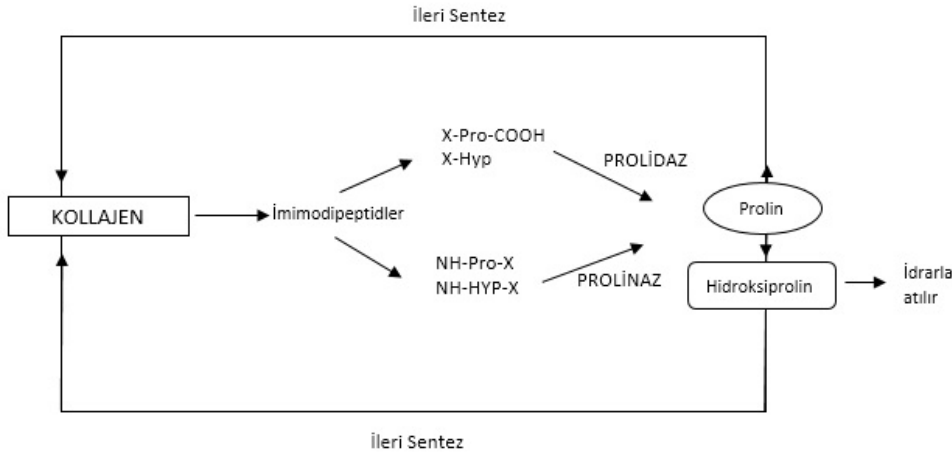 İleri Sentez
X-Pro-COOH
X-Hyp
PROLİDAZ
KOLLAJEN
İmimodipeptidler
Prolin
NH-Pro-X
NH-HYP-X
PROLİNAZ
Hidroksiprolin
İdrarla
atılır
İleri Sentez